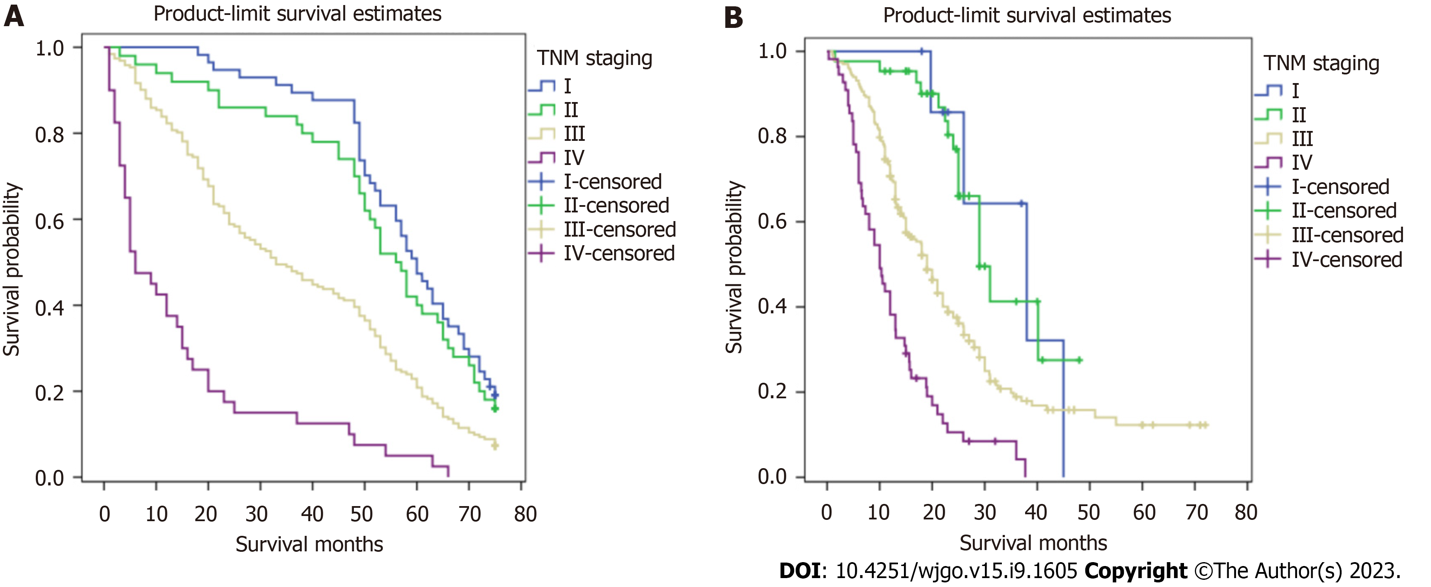 A
Product-limit survival estimates
Survival probability
1.0
0.8
0.6
0.4
0.2
0.0
0 10 20 30 40 50 60 70 80
Survival months
TNM staging
I
II
III
IV
I-censored
II-censored
III-censored
IV-censored
B
Product-limit survival estimates
Survival probability
1.0
0.8
0.6
0.4
0.2
0.0
0 10 20 30 40 50 60 70 80
Survival months
TNM staging
I
II
III
IV
I-censored
II-censored
III-censored
IV-censored
DOI: 10.4251/wjgo.v15.i9.1605 Copyright ©The Author(s) 2023.